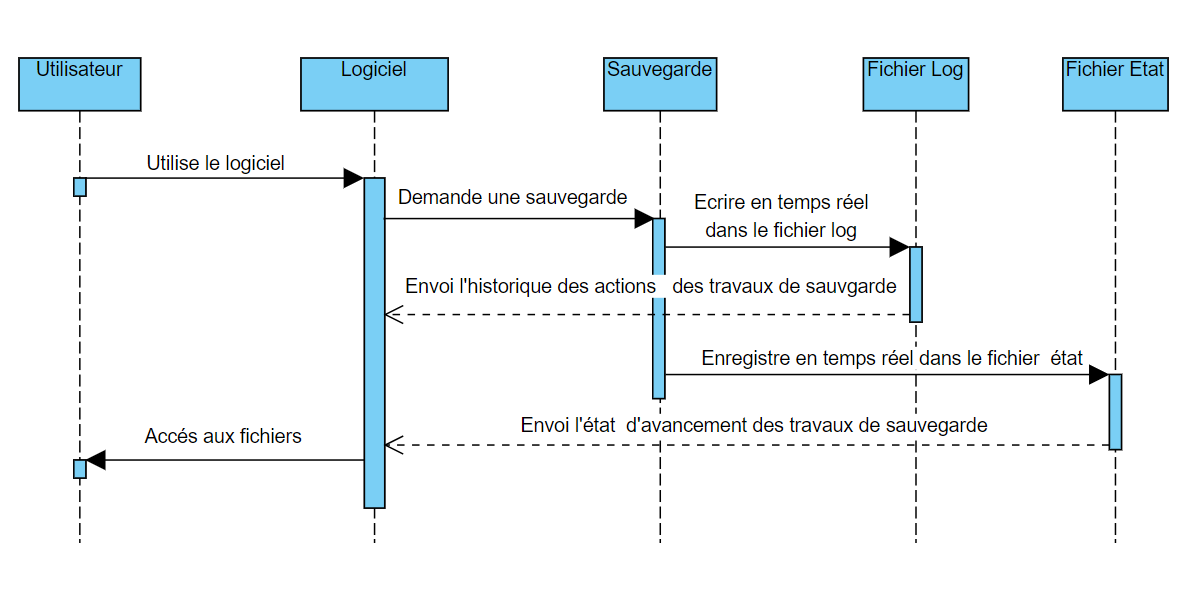 Utilisateur
Logiciel
Sauvegarde
Fichier Log
Fichier Etat
Utilise le logiciel
Demande une sauvegarde
Ecrire en temps réel
dans le fichier log
Envoi l'historique des actions des travaux de sauvgarde
Enregistre en temps réel dans le fichier état
Envoi l'état d'avancement des travaux de sauvegarde
Accés aux fichiers